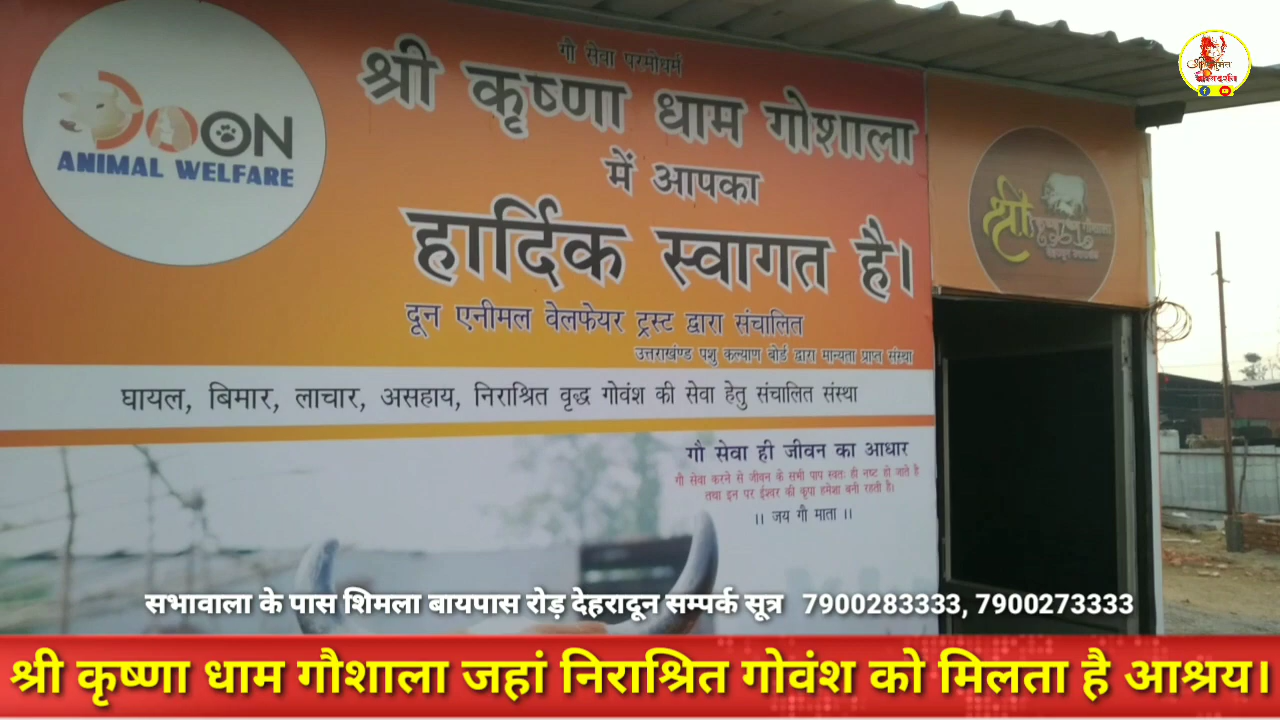 गौ सेवा परमोधर्म
श्री कृष्णा धाम गोशाला
में आपका
हार्दिक स्वागत है।
DOON
ANIMAL WELFARE
दून एनीमल वेलफेयर ट्रस्ट द्वारा संचालित
उत्तराखण्ड पशु कल्याण बोर्ड द्वारा मान्यता प्राप्त संस्था
घायल, बिमार, लाचार, असहाय, निराश्रित वृद्ध गोवंश की सेवा हेतु संचालित संस्था
गौ सेवा ही जीवन का आधार
गौ सेवा करने से जीवन के सभी पाप स्वतः ही नष्ट हो जाते है
तथा इन पर ईश्वर की कृपा हमेशा बनी रहती है।
।। जय गौ माता ।।
श्री
गोशाला
सभावाला के पास शिमला बायपास रोड़ देहरादून सम्पर्क सूत्र 7900283333, 7900273333
श्री कृष्णा धाम गौशाला जहां निराश्रित गोवंश को मिलता है आश्रय।